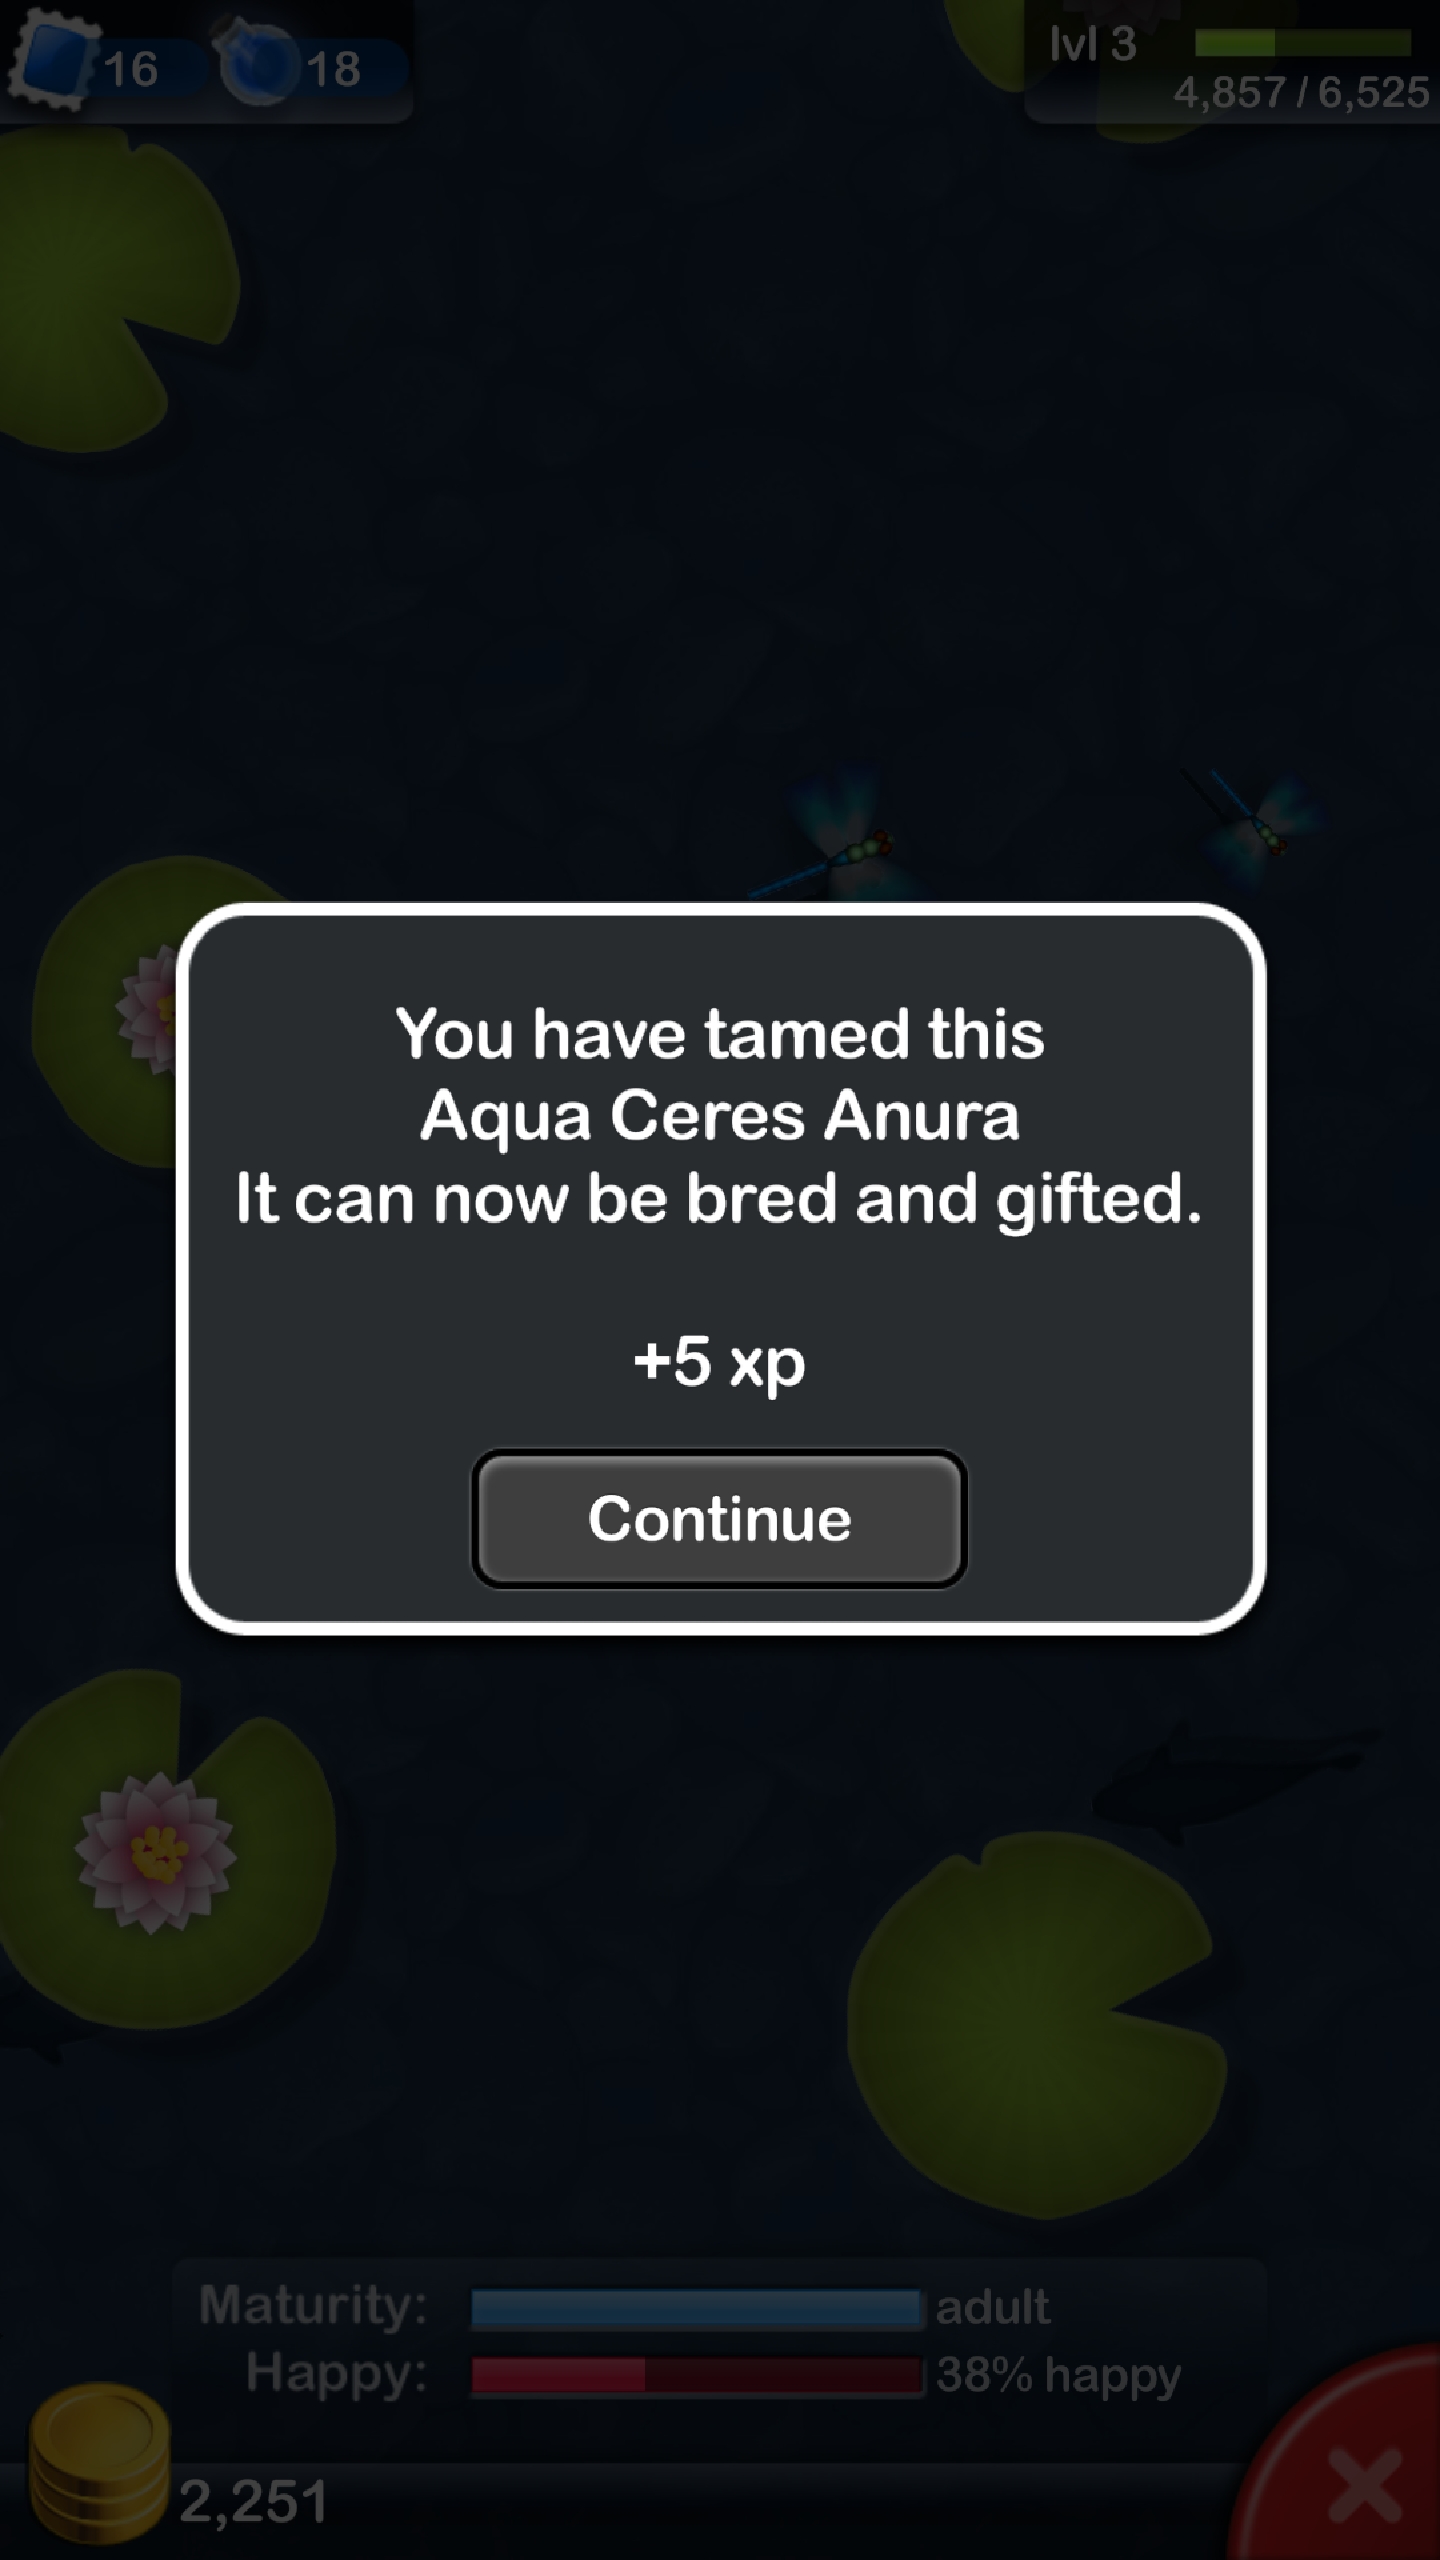 16
18
lvl 3
4,857 / 6,525
You have tamed this
Aqua Ceres Anura
It can now be bred and gifted.
+5 xp
Continue
Maturity: adult
Happy: 38% happy
2,251